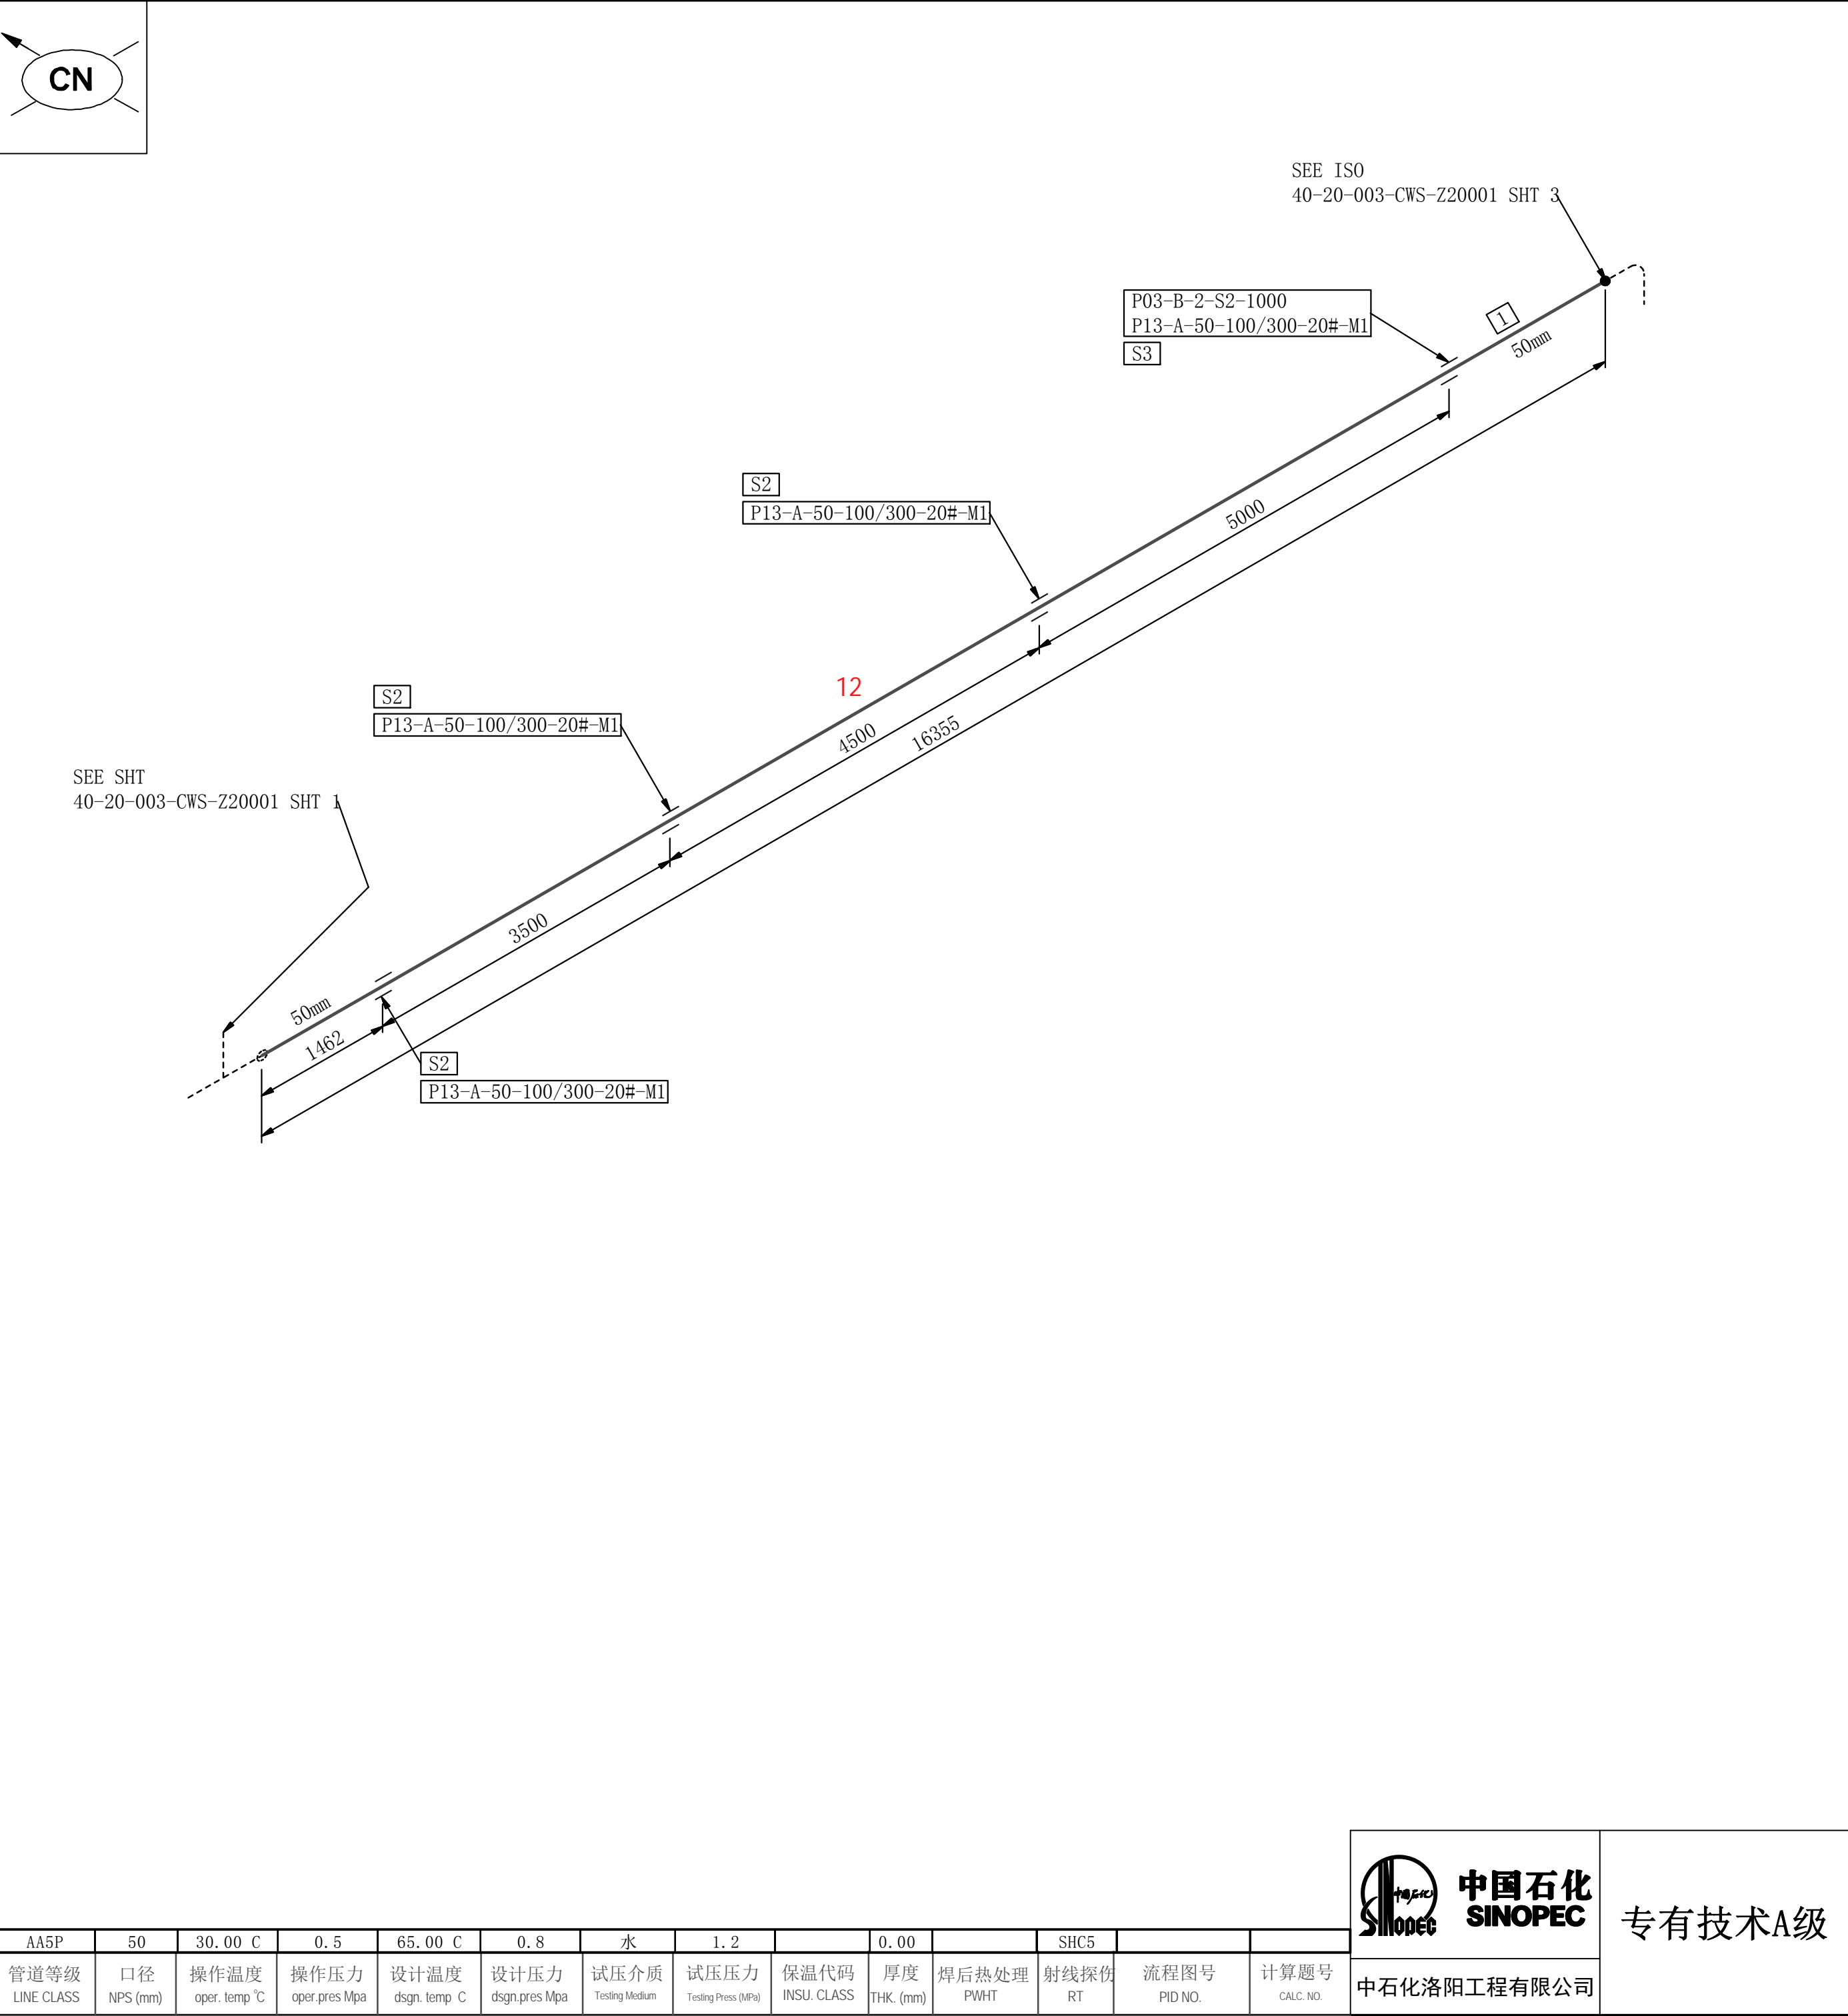 CN
SEE ISO
40-20-003-CWS-Z20001 SHT 3
P03-B-2-S2-1000
P13-A-50-100/300-20#-M1
S3
1
50mm
S2
P13-A-50-100/300-20#-M1
5000
12
4500
16355
S2
P13-A-50-100/300-20#-M1
SEE SHT
40-20-003-CWS-Z20001 SHT 1
3500
50mm
1462
S2
P13-A-50-100/300-20#-M1
中国石化
SINOPEC
中国石化
SINOPEC
专有技术A级
中石化洛阳工程有限公司
AA5P 50 30.00 C 0.5 65.00 C 0.8 水 1.2 0.00 SHC5
管道等级 口径 操作温度 操作压力 设计温度 设计压力 试压介质 试压压力 保温代码 厚度 焊后热处理 射线探伤 流程图号 计算题号
LINE CLASS NPS (mm) oper. temp °C oper.pres Mpa dsgn. temp C dsgn.pres Mpa Testing Medium Testing Press (MPa) INSU. CLASS THK. (mm) PWHT RT PID NO. CALC. NO.